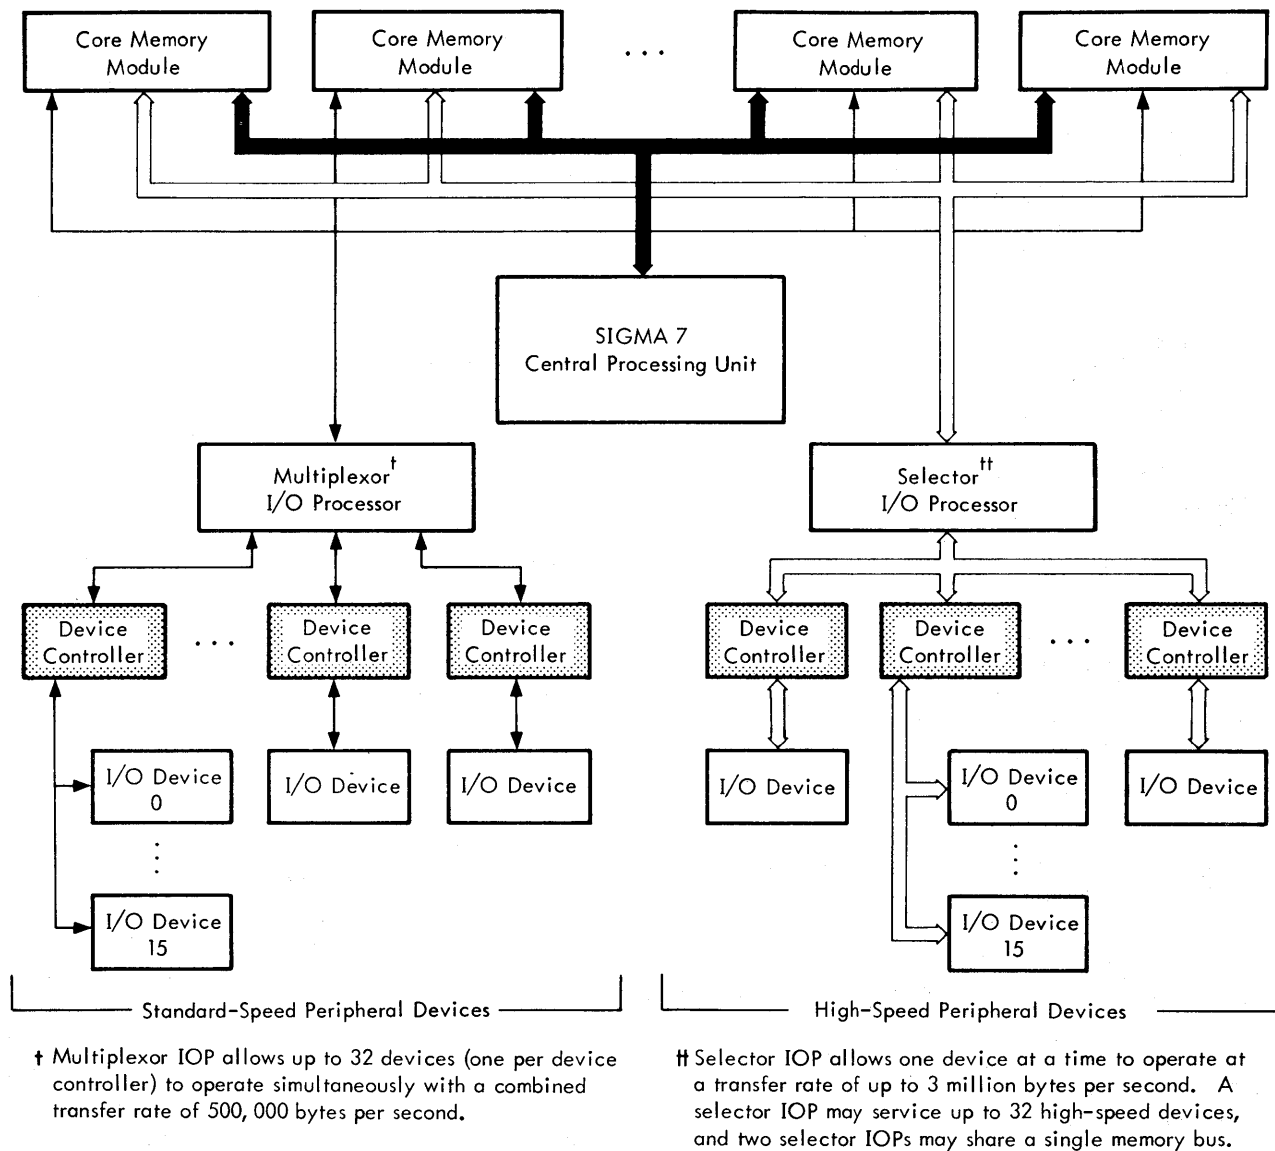 Core Memory
Module
Core Memory
Module
...
Core Memory
Module
Core Memory
Module
SIGMA 7
Central Processing Unit
Multiplexor†
I/O Processor
Selector††
I/O Processor
Device
Controller
...
Device
Controller
Device
Controller
Device
Controller
Device
Controller
...
Device
Controller
I/O Device
0
I/O Device
I/O Device
I/O Device
I/O Device
0
I/O Device
I/O Device
15
I/O Device
15
Standard-Speed Peripheral Devices
High-Speed Peripheral Devices
† Multiplexor IOP allows up to 32 devices (one per device
controller) to operate simultaneously with a combined
transfer rate of 500,000 bytes per second.
†† Selector IOP allows one device at a time to operate at
a transfer rate of up to 3 million bytes per second. A
selector IOP may service up to 32 high-speed devices,
and two selector IOPs may share a single memory bus.